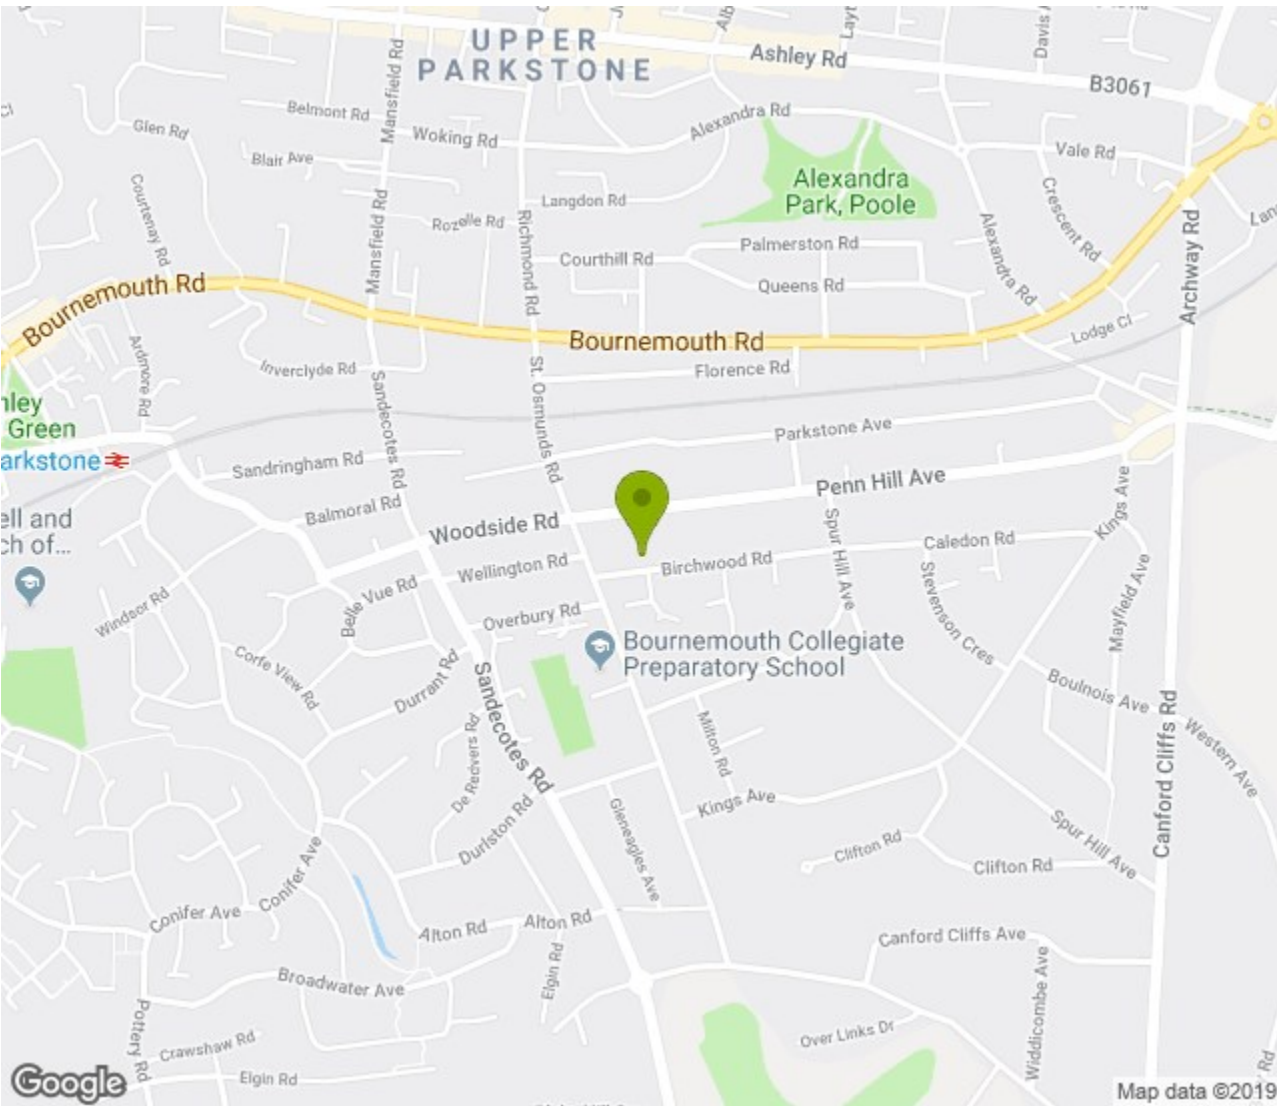 UPPER
PARKSTONE
Ashley Rd
B3061
Mansfield Rd
Belmont Rd
Glen Rd
Woking Rd
Alexandra Rd
Vale Rd
Blair Ave
Alexandra
Park, Poole
Courtenay Rd
Langdon Rd
Rozelle Rd
Richmond Rd
Mansfield Rd
Crescent Rd
Alexandra Rd
Archway Rd
Palmerston Rd
Courthill Rd
Queens Rd
Bournemouth Rd
Bournemouth Rd
Lodge Cl
Ardmore Rd
Inverclyde Rd
Florence Rd
St. Osmunds Rd
Sandecotes Rd
Green
Parkstone Ave
Sandringham Rd
Penn Hill Ave
Balmoral Rd
Woodside Rd
Spur Hill Ave
Kings Ave
ell and
ch of...
Caledon Rd
Birchwood Rd
Wellington Rd
Belle Vue Rd
Stevenson Cres
Mayfield Ave
Windsor Rd
Overbury Rd
Bournemouth Collegiate
Preparatory School
Corfe View Rd
Durrant Rd
Sandecotes Rd
Boulnois Ave
Western Ave
Canford Cliffs Rd
De Redvers Rd
Milton Rd
Kings Ave
Gleneagles Ave
Durlston Rd
Spur Hill Ave
Clifton Rd
Clifton Rd
Conifer Ave
Conifer Ave
Alton Rd
Alton Rd
Canford Cliffs Ave
Elgin Rd
Broadwater Ave
Widdicombe Ave
Pottery Rd
Over Links Dr
Crawshaw Rd
Elgin Rd
Google
Map data ©2019